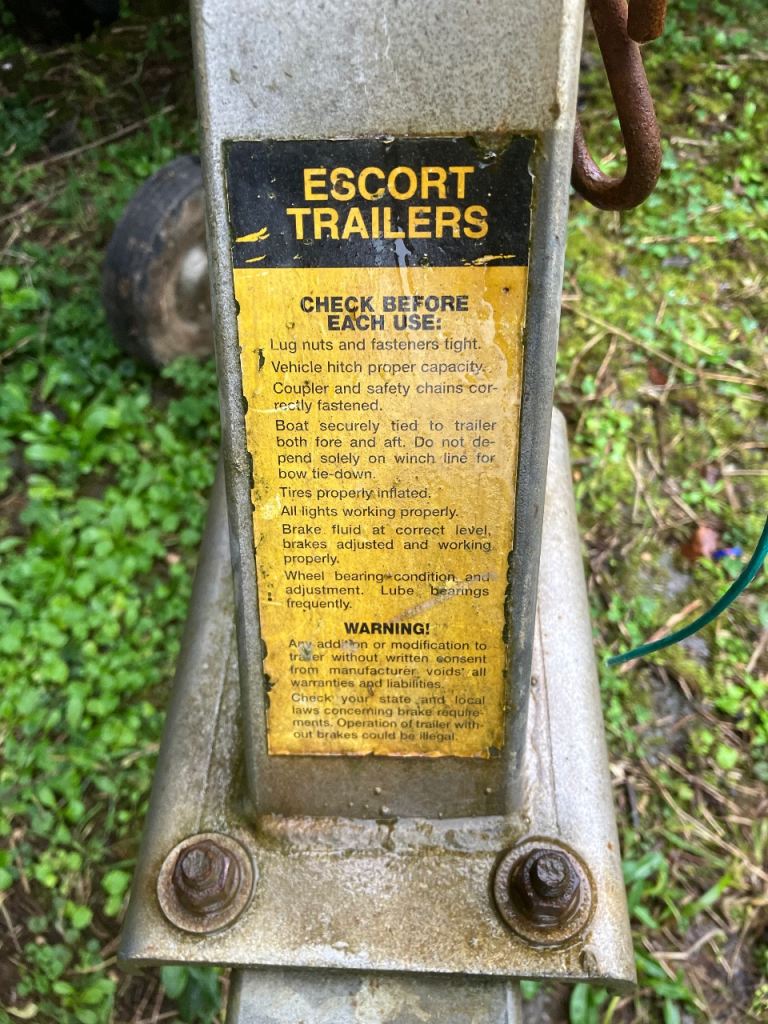 ESCORT
TRAILERS
CHECK BEFORE
EACH USE:
Lug nuts and fasteners tight.
Vehicle hitch proper capacity.
Coupler and safety chains cor-
rectly fastened.
Boat securely tied to trailer
both fore and aft. Do not de-
pend solely on winch line for
bow tie-down.
Tires properly inflated.
All lights working properly.
Brake fluid at correct level,
brakes adjusted and working
properly.
Wheel bearing condition and
adjustment. Lube bearings
frequently.
WARNING!
Any addition or modification to
trailer without written consent
from manufacturer voids all
warranties and liabilities.
Check your state and local
laws concerning brake require-
ments. Operation of trailer with-
out brakes could be illegal.